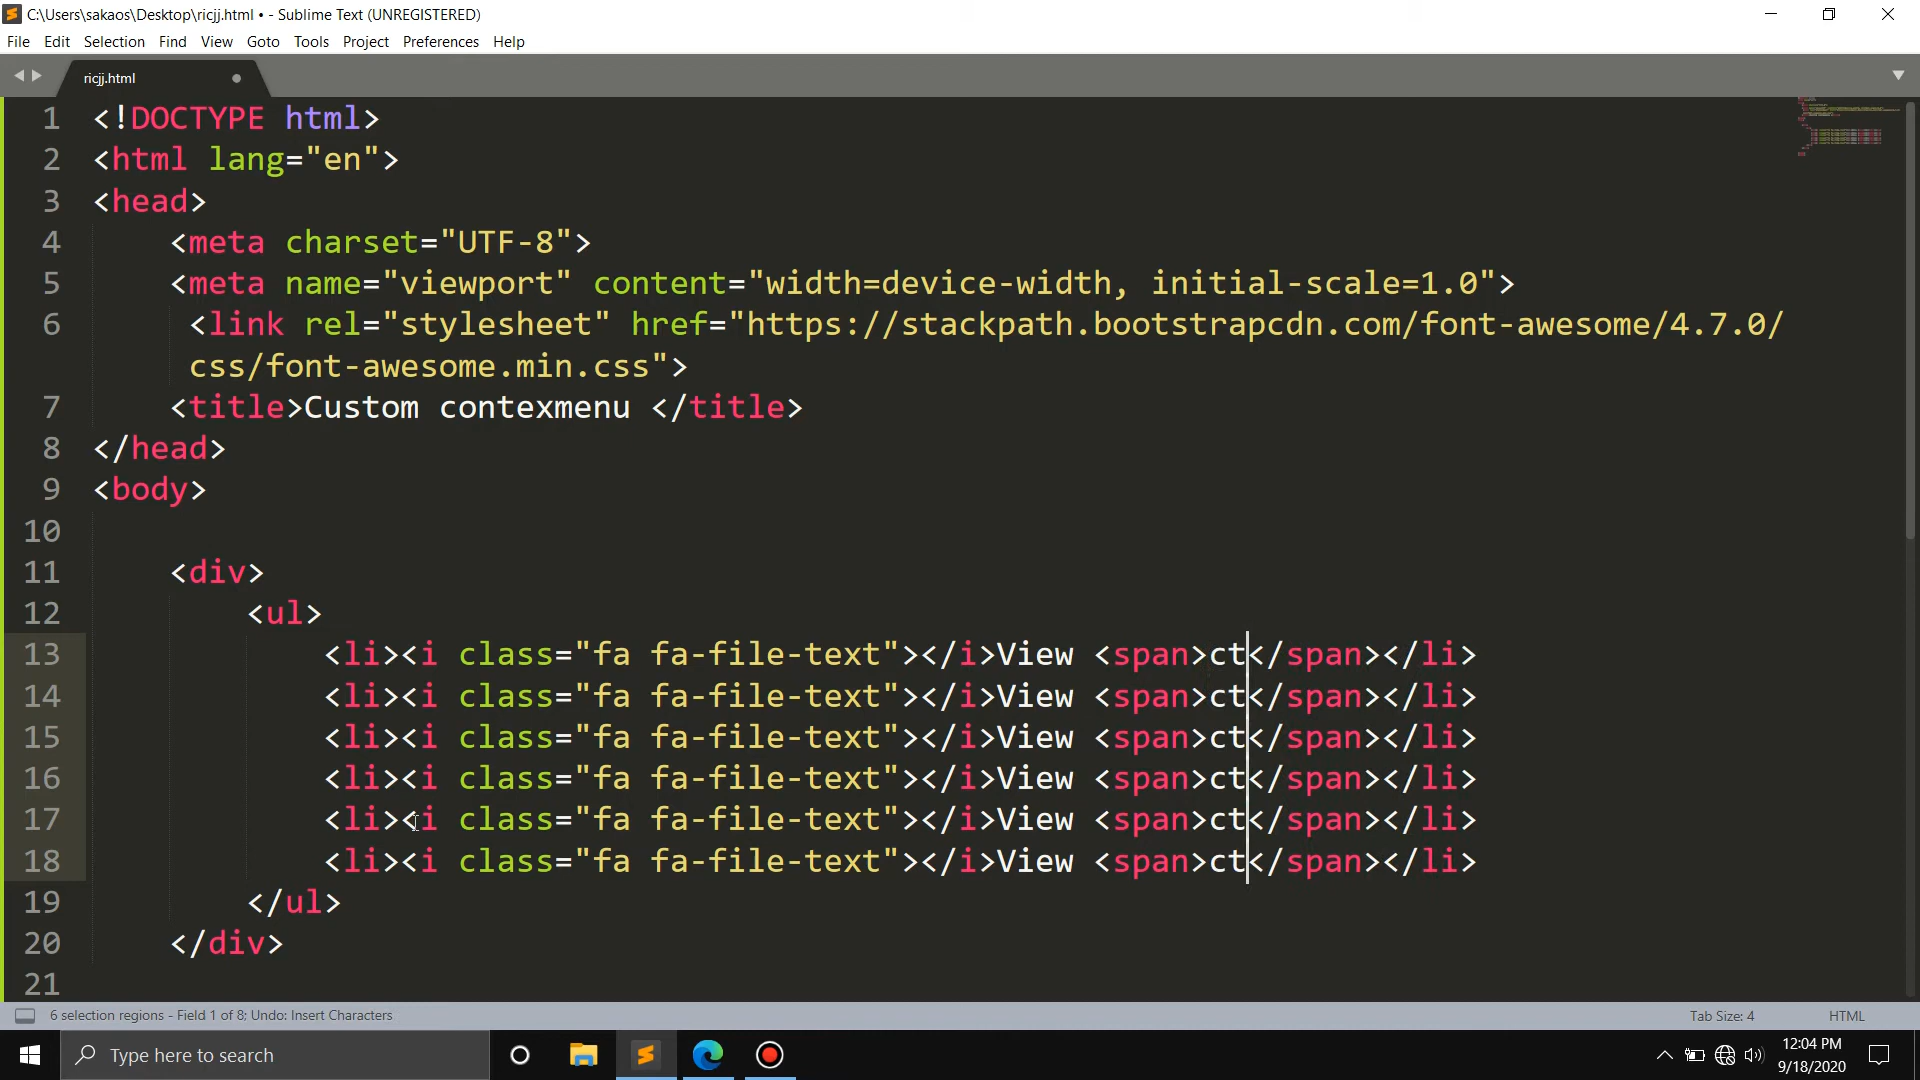 C:\Users\sakaos\Desktop\ricjj.html • - Sublime Text (UNREGISTERED)
File Edit Selection Find View Goto Tools Project Preferences Help
ricjj.html
1 <!DOCTYPE html>
2 <html lang="en">
3 <head>
4 <meta charset="UTF-8">
5 <meta name="viewport" content="width=device-width, initial-scale=1.0">
6 <link rel="stylesheet" href="https://stackpath.bootstrapcdn.com/font-awesome/4.7.0/
css/font-awesome.min.css">
7 <title>Custom contexmenu </title>
8 </head>
9 <body>
10
11 <div>
12 <ul>
13 <li><i class="fa fa-file-text"></i>View <span>ct</span></li>
14 <li><i class="fa fa-file-text"></i>View <span>ct</span></li>
15 <li><i class="fa fa-file-text"></i>View <span>ct</span></li>
16 <li><i class="fa fa-file-text"></i>View <span>ct</span></li>
17 <li><i class="fa fa-file-text"></i>View <span>ct</span></li>
18 <li><i class="fa fa-file-text"></i>View <span>ct</span></li>
19 </ul>
20 </div>
21
6 selection regions - Field 1 of 8; Undo: Insert Characters Tab Size: 4 HTML
Type here to search
12:04 PM
9/18/2020